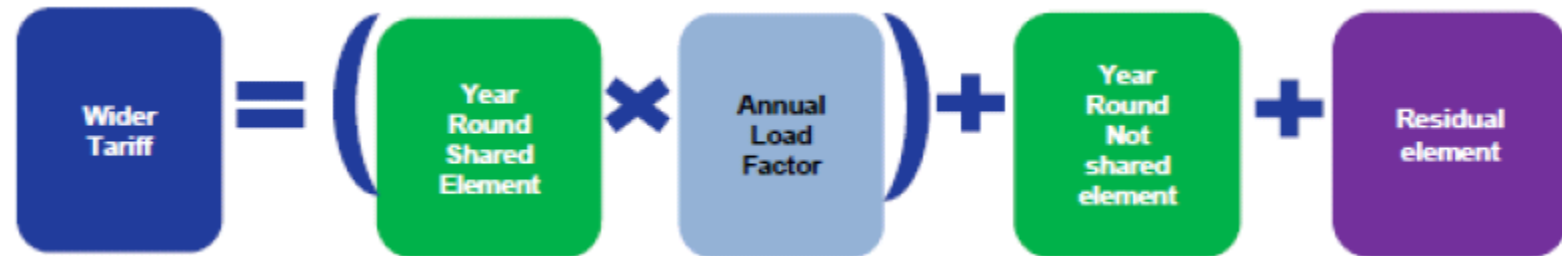 Wider
Tariff
=
(
Year
Round
Shared
Element
×
Annual
Load
Factor
)
+
Year
Round
Not
shared
element
+
Residual
element